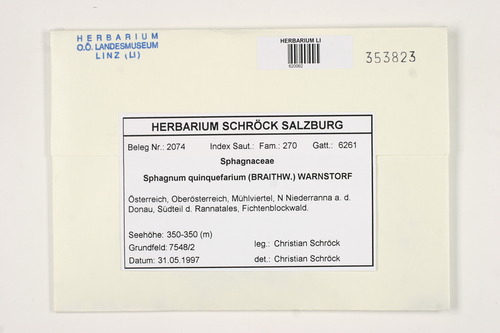 HERBARIUM
O.Ö. LANDESMUSEUM
LINZ (LI)
HERBARIUM LI
620062
353823
HERBARIUM SCHRÖCK SALZBURG
Beleg Nr.: 2074 Index Saut.: Fam.: 270 Gatt.: 6261
Sphagnaceae
Sphagnum quinquefarium (BRAITHW.) WARNSTORF
Österreich, Oberösterreich, Mühlviertel, N Niederranna a. d.
Donau, Südteil d. Rannatales, Fichtenblockwald.
Seehöhe: 350-350 (m)
Grundfeld: 7548/2 leg.: Christian Schröck
Datum: 31.05.1997 det.: Christian Schröck